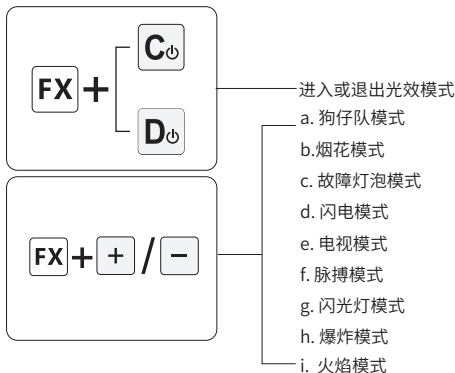 FX + C
D
进入或退出光效模式
a. 狗仔队模式
b.烟花模式
c. 故障灯泡模式
d. 闪电模式
e. 电视模式
f. 脉搏模式
g. 闪光灯模式
h. 爆炸模式
i. 火焰模式
FX + + / −